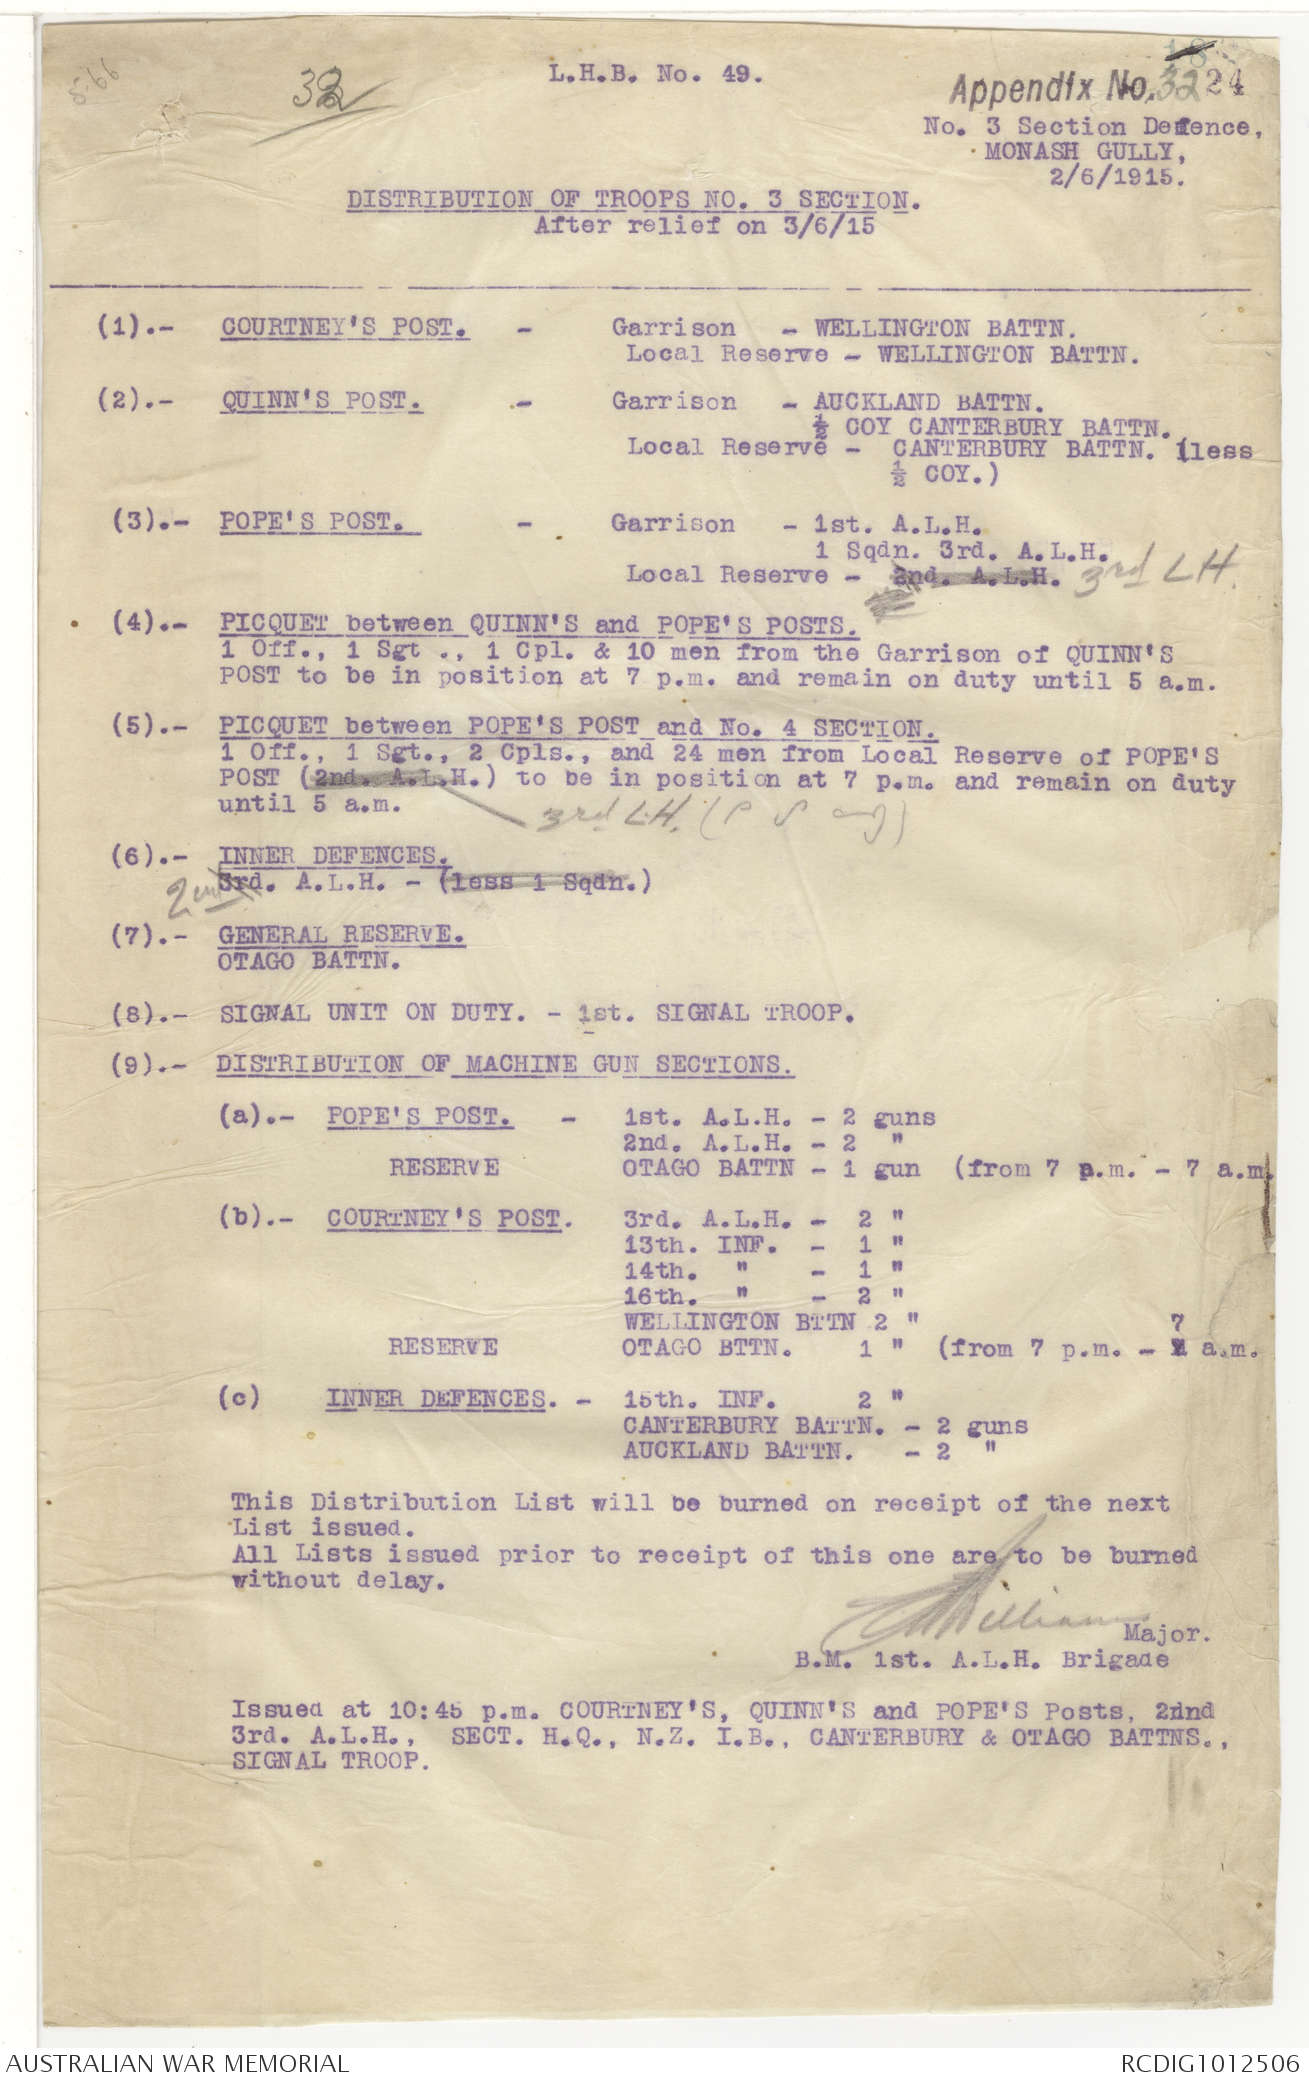 5.66
32
L.H.B. No. 49.
18
Appendix No. 32 24
No. 3 Section Defence,
MONASH GULLY,
2/6/1915.
DISTRIBUTION OF TROOPS NO. 3 SECTION.
After relief on 3/6/15
(1).- COURTNEY'S POST. - Garrison - WELLINGTON BATTN.
Local Reserve - WELLINGTON BATTN.
(2).- QUINN'S POST. - Garrison - AUCKLAND BATTN.
½ COY CANTERBURY BATTN.
Local Reserve - CANTERBURY BATTN. (less
½ COY.)
(3).- POPE'S POST. - Garrison - 1st. A.L.H.
1 Sqdn. 3rd. A.L.H.
Local Reserve - 2nd. A.L.H. 3rd LH.
(4).- PICQUET between QUINN'S and POPE'S POSTS.
1 Off., 1 Sgt ., 1 Cpl. & 10 men from the Garrison of QUINN'S
POST to be in position at 7 p.m. and remain on duty until 5 a.m.
(5).- PICQUET between POPE'S POST and No. 4 SECTION.
1 Off., 1 Sgt., 2 Cpls., and 24 men from Local Reserve of POPE'S
POST (2nd. A.L.H.) to be in position at 7 p.m. and remain on duty
until 5 a.m.
3rd L.H.
(6).- INNER DEFENCES.
2nd 3rd. A.L.H. - (less 1 Sqdn.)
(7).- GENERAL RESERVE.
OTAGO BATTN.
(8).- SIGNAL UNIT ON DUTY. - 1st. SIGNAL TROOP.
(9).- DISTRIBUTION OF MACHINE GUN SECTIONS.
(a).- POPE'S POST. - 1st. A.L.H. - 2 guns
2nd. A.L.H. - 2 "
RESERVE OTAGO BATTN - 1 gun (from 7 p.m. - 7 a.m.
(b).- COURTNEY'S POST. 3rd. A.L.H. - 2 "
13th. INF. - 1 "
14th. " - 1 "
16th. " - 2 "
WELLINGTON BTTN 2 "
RESERVE OTAGO BTTN. 1 " (from 7 p.m. - 7 a.m.
(c) INNER DEFENCES. - 15th. INF. 2 "
CANTERBURY BATTN. - 2 guns
AUCKLAND BATTN. - 2 "
This Distribution List will be burned on receipt of the next
List issued.
All Lists issued prior to receipt of this one are to be burned
without delay.
Williams
Major.
B.M. 1st. A.L.H. Brigade
Issued at 10:45 p.m. COURTNEY'S, QUINN'S and POPE'S Posts, 2nnd
3rd. A.L.H., SECT. H.Q., N.Z. I.B., CANTERBURY & OTAGO BATTNS.,
SIGNAL TROOP.
AUSTRALIAN WAR MEMORIAL
RCDIG1012506